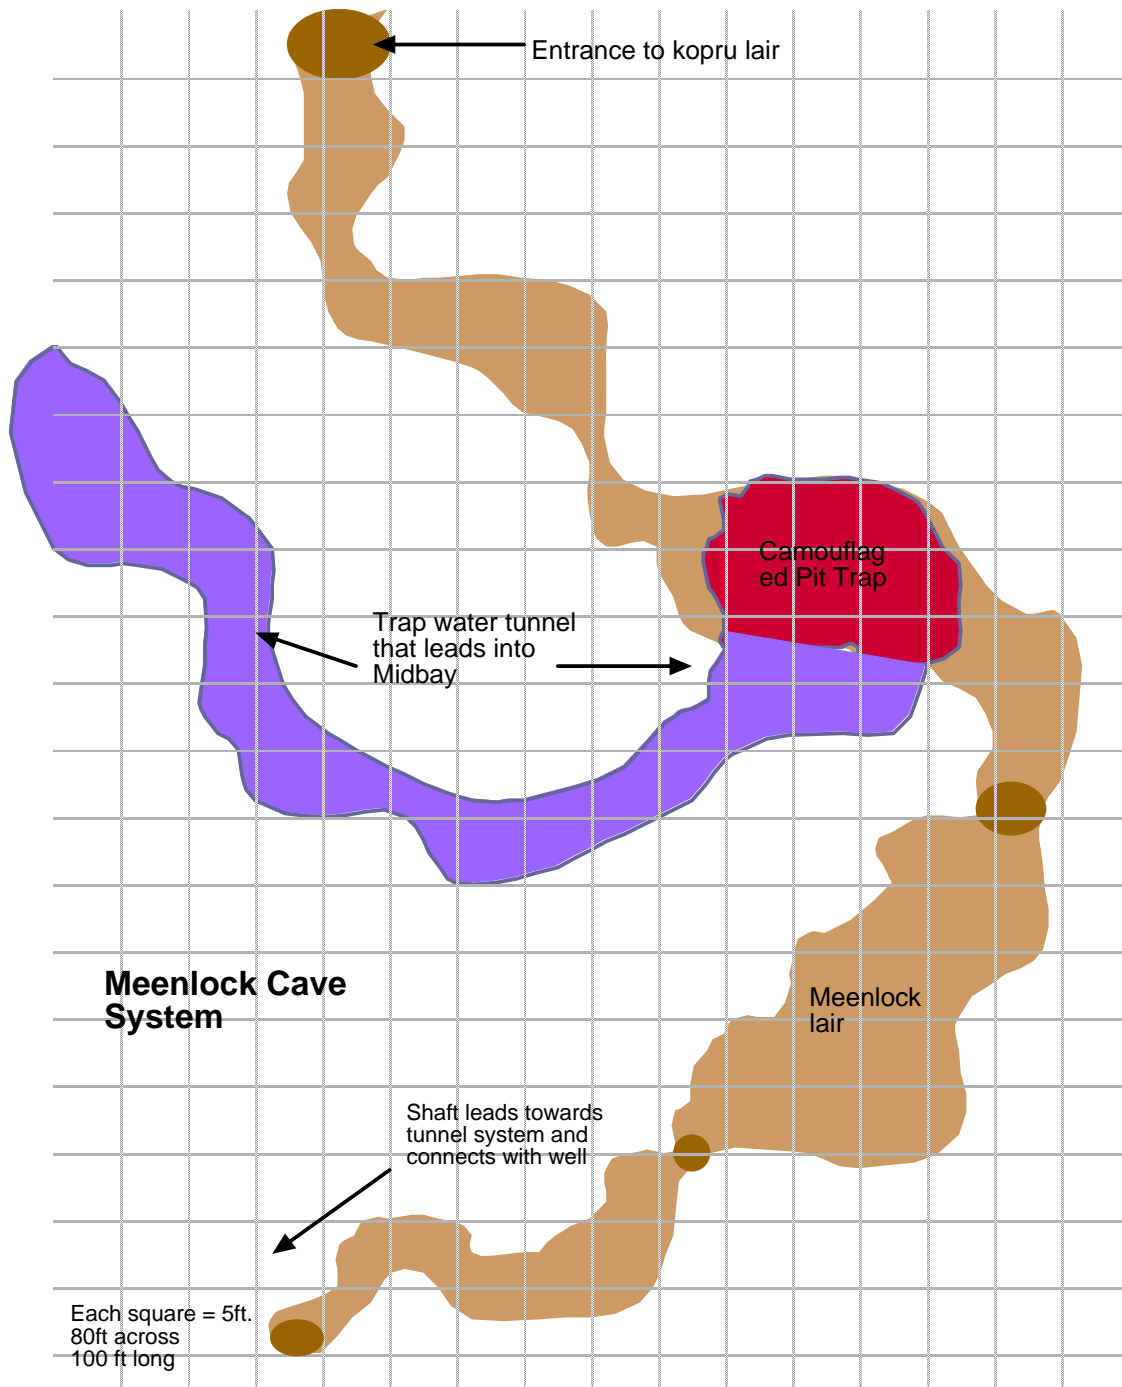 Entrance to kopru lair
Camouflag
ed Pit Trap
Trap water tunnel
that leads into
Midbay
Meenlock Cave
System
Meenlock
lair
Shaft leads towards
tunnel system and
connects with well
Each square = 5ft.
80ft across
100 ft long